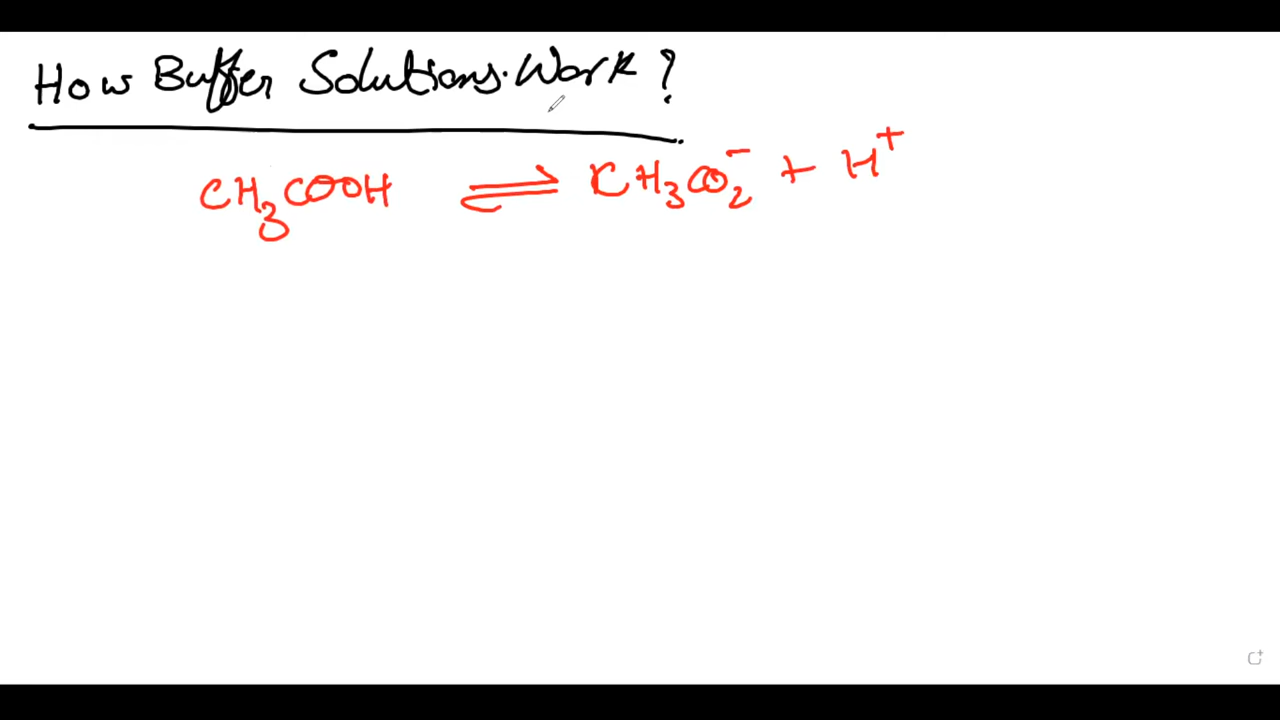 How Buffer Solutions. Work?
CH₃COOH ⇌ CH₃CO₂⁻ + H⁺